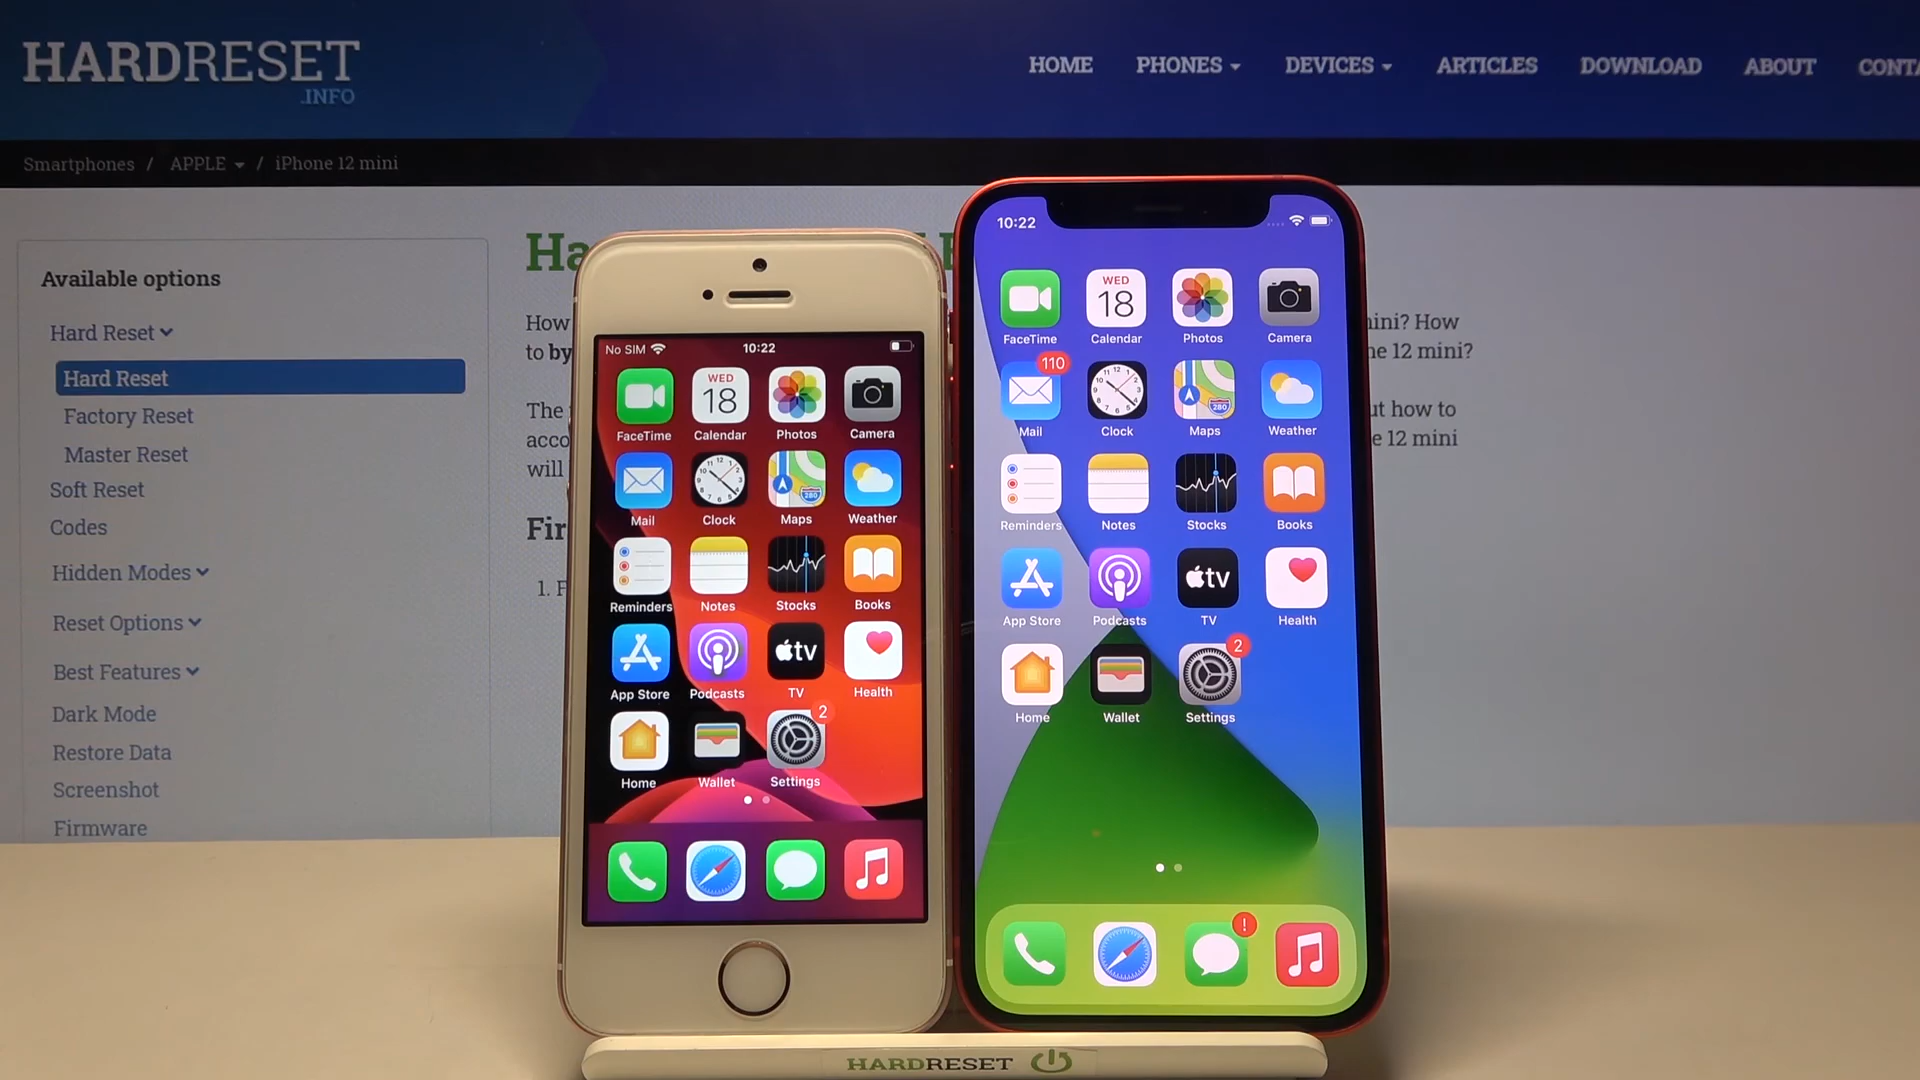 HARDRESET
.INFO
HOME PHONES DEVICES ARTICLES DOWNLOAD ABOUT
Smartphones / APPLE / iPhone 12 mini
Available options
Hard Reset
Hard Reset
Factory Reset
Master Reset
Soft Reset
Codes
Hidden Modes
Reset Options
Best Features
Dark Mode
Restore Data
Screenshot
Firmware
How
to by
The
will
1.
How
12 mini?
how to
12 mini
No SIM 10:22
WED
18
FaceTime Calendar Photos Camera
280
Mail Clock Maps Weather
Reminders Notes Stocks Books
tv
App Store Podcasts TV Health
2
Home Wallet Settings
10:22
WED
18
FaceTime Calendar Photos Camera
110
280
Mail Clock Maps Weather
Reminders Notes Stocks Books
tv
App Store Podcasts TV Health
2
Home Wallet Settings
!
HARDRESET